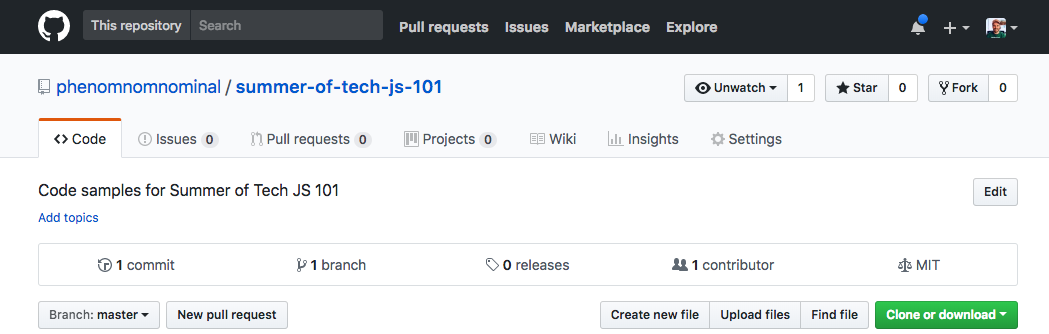 This repository Search Pull requests Issues Marketplace Explore
phenomnomnominal / summer-of-tech-js-101 Unwatch 1 Star 0 Fork 0
Code Issues 0 Pull requests 0 Projects 0 Wiki Insights Settings
Code samples for Summer of Tech JS 101 Edit
Add topics
1 commit 1 branch 0 releases 1 contributor MIT
Branch: master New pull request Create new file Upload files Find file Clone or download